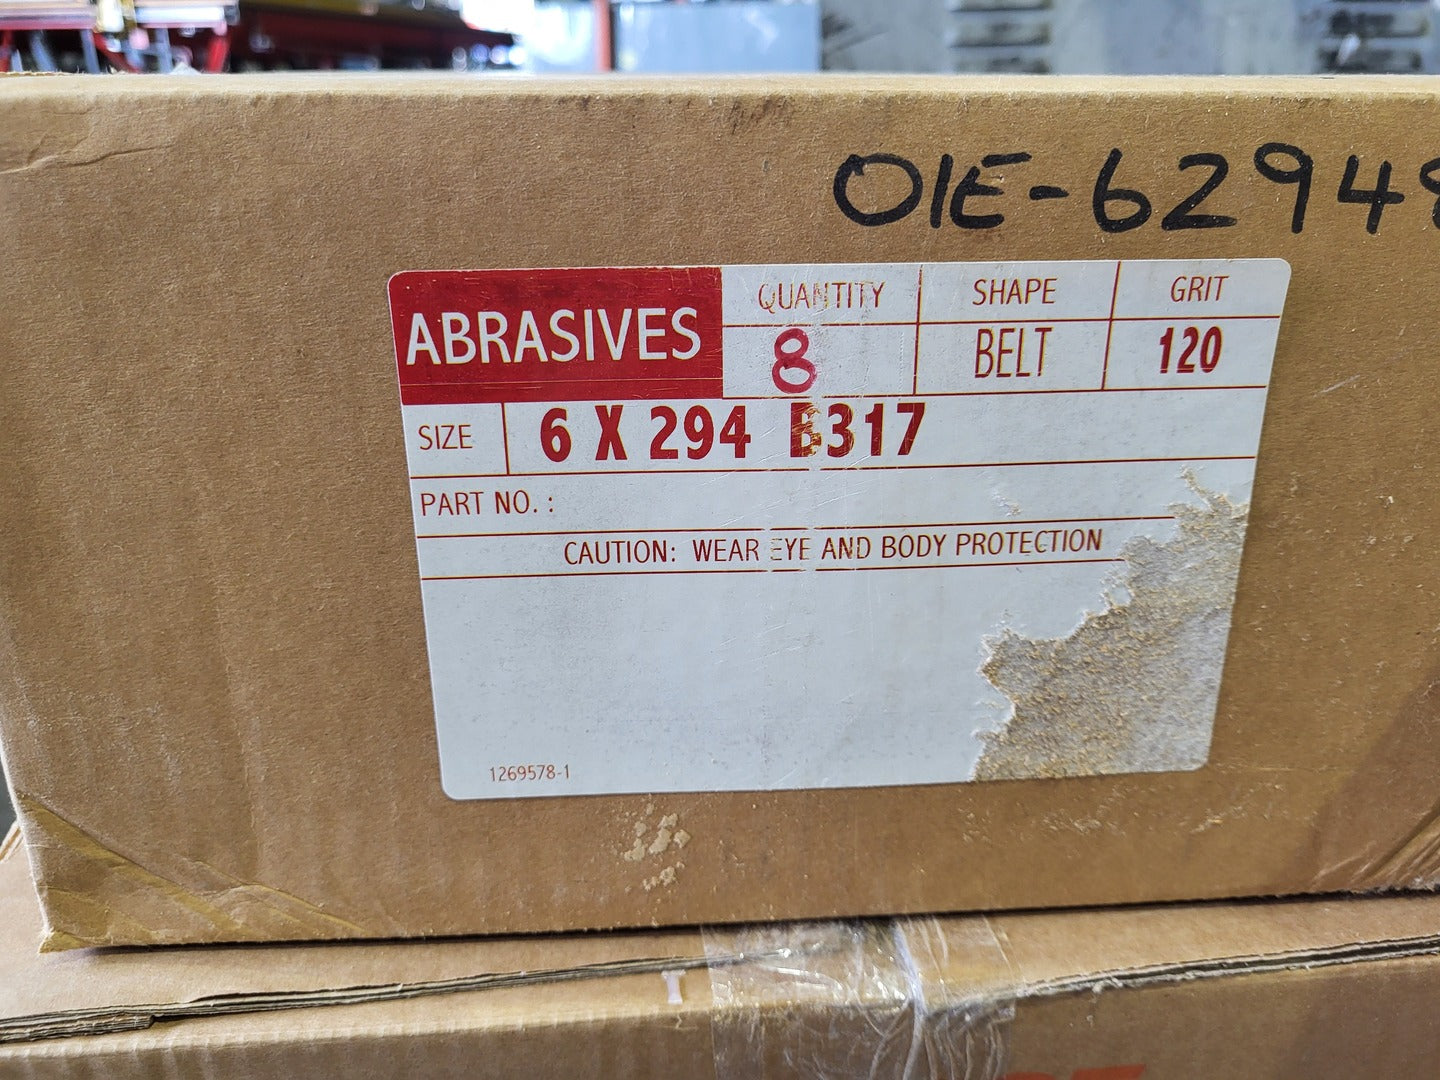 OIE-6294
ABRASIVES
QUANTITY SHAPE GRIT
8 BELT 120
SIZE 6 X 294 B317
PART NO. :
CAUTION: WEAR EYE AND BODY PROTECTION
1269578-1